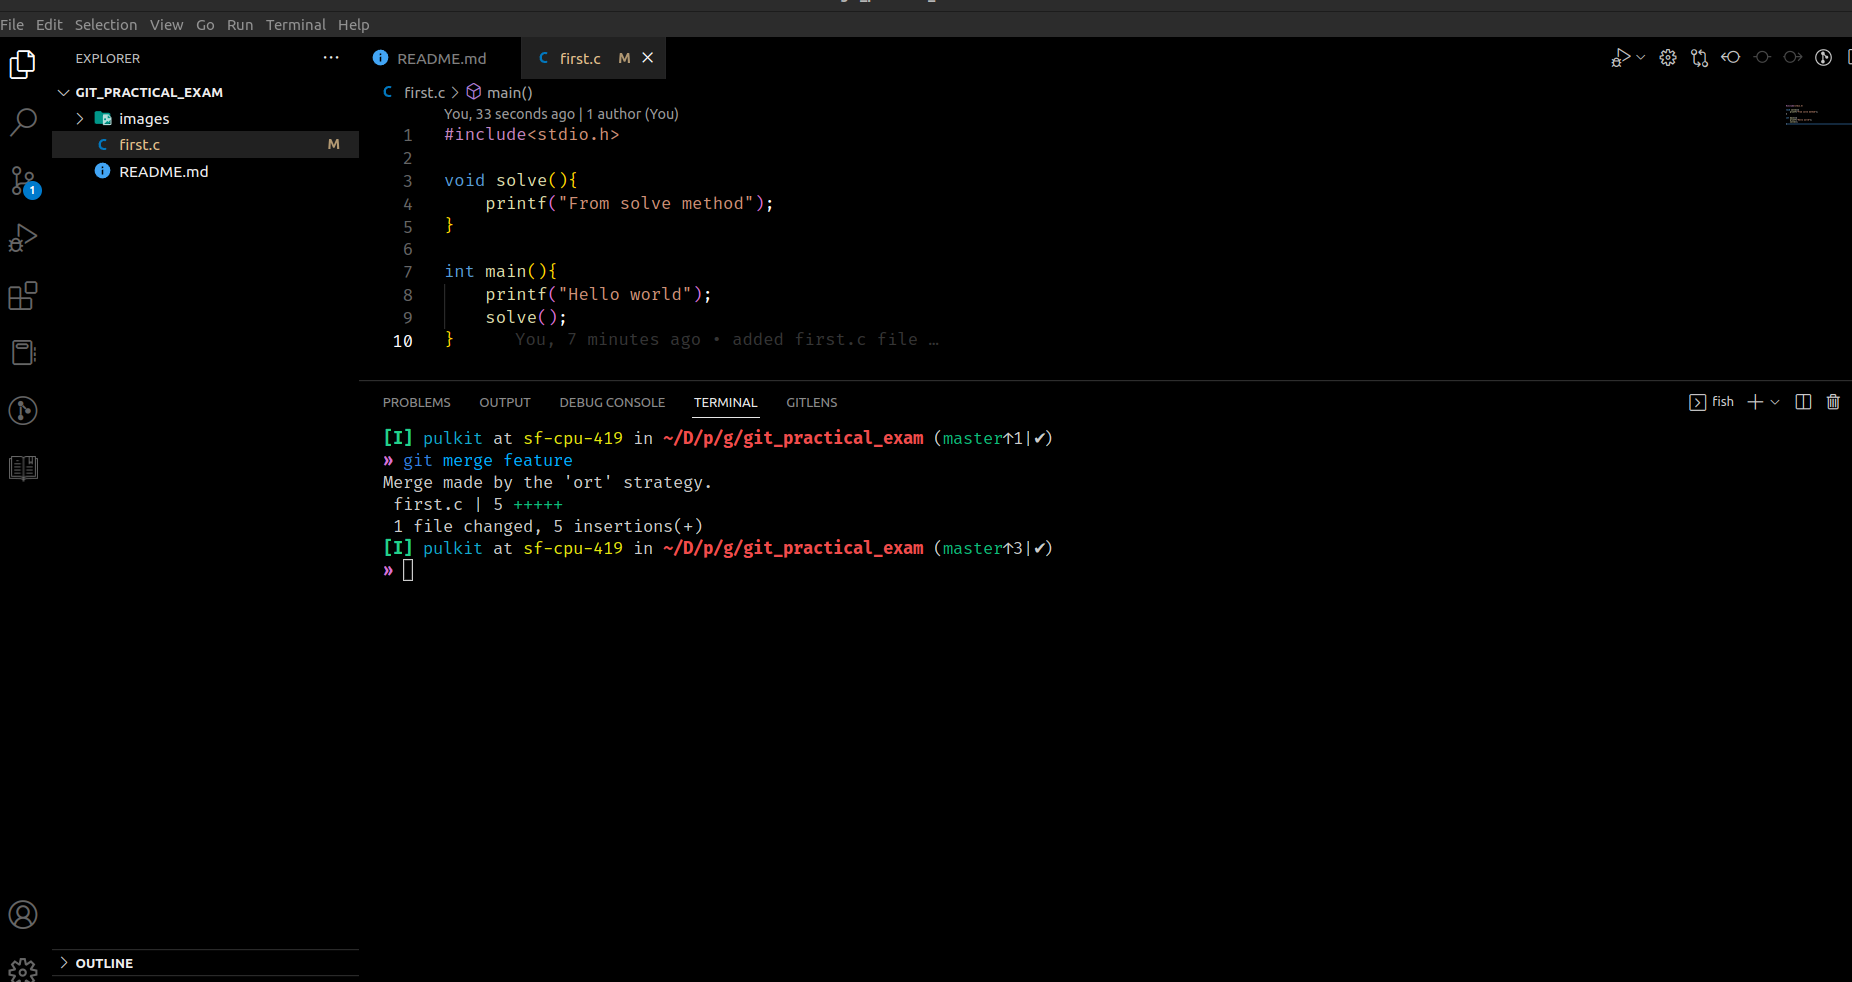 File Edit Selection View Go Run Terminal Help
EXPLORER ···
GIT_PRACTICAL_EXAM
images
first.c M
README.md
1
OUTLINE
README.md
first.c M
first.c > main()
You, 33 seconds ago | 1 author (You)
1 #include<stdio.h>
2
3 void solve(){
4 printf("From solve method");
5 }
6
7 int main(){
8 printf("Hello world");
9 solve();
10 } You, 7 minutes ago • added first.c file …
PROBLEMS OUTPUT DEBUG CONSOLE TERMINAL GITLENS
fish
[I] pulkit at sf-cpu-419 in ~/D/p/g/git_practical_exam (master↑1|✔)
» git merge feature
Merge made by the 'ort' strategy.
first.c | 5 +++++
1 file changed, 5 insertions(+)
[I] pulkit at sf-cpu-419 in ~/D/p/g/git_practical_exam (master↑3|✔)
»